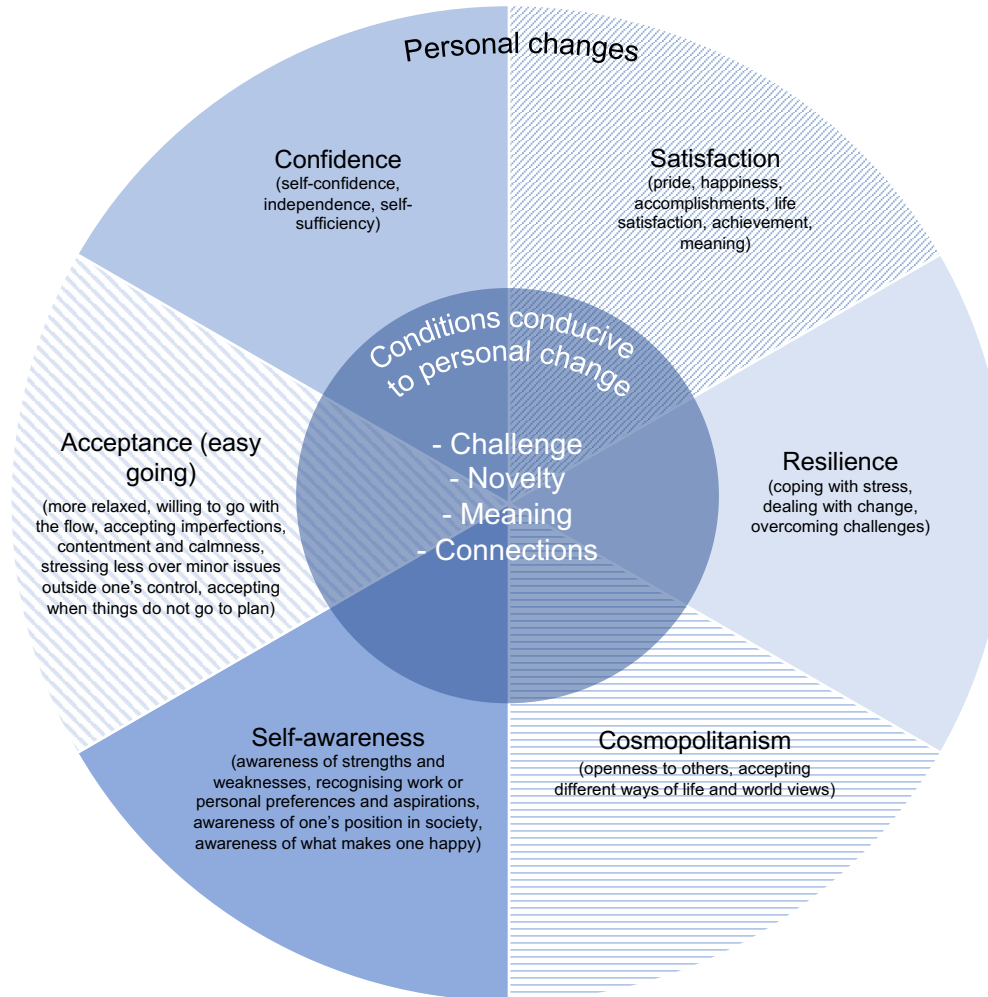 Personal changes
Confidence
(self-confidence,
independence, self-
sufficiency)
Satisfaction
(pride, happiness,
accomplishments, life
satisfaction, achievement,
meaning)
Conditions conducive
to personal change
- Challenge
- Novelty
- Meaning
- Connections
Acceptance (easy
going)
(more relaxed, willing to go with
the flow, accepting imperfections,
contentment and calmness,
stressing less over minor issues
outside one’s control, accepting
when things do not go to plan)
Resilience
(coping with stress,
dealing with change,
overcoming challenges)
Self-awareness
(awareness of strengths and
weaknesses, recognising work or
personal preferences and aspirations,
awareness of one’s position in society,
awareness of what makes one happy)
Cosmopolitanism
(openness to others, accepting
different ways of life and world views)